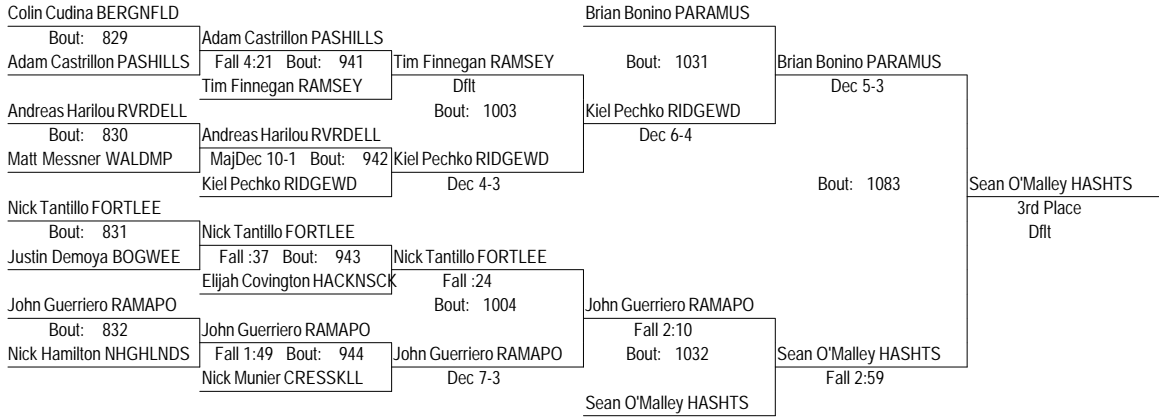 Colin Cudina BERGNFLD
Bout: 829
Adam Castrillon PASHILLS
Andreas Harilou RVRDELL
Bout: 830
Matt Messner WALDMP
Nick Tantillo FORTLEE
Bout: 831
Justin Demoya BOGWEE
John Guerriero RAMAPO
Bout: 832
Nick Hamilton NHGHLNDS
Adam Castrillon PASHILLS
Fall 4:21 Bout: 941
Tim Finnegan RAMSEY
Andreas Harilou RVRDELL
MajDec 10-1 Bout: 942
Kiel Pechko RIDGEWD
Nick Tantillo FORTLEE
Fall :37 Bout: 943
Elijah Covington HACKNSCK
John Guerriero RAMAPO
Fall 1:49 Bout: 944
Nick Munier CRESSKLL
Tim Finnegan RAMSEY
Dflt
Bout: 1003
Kiel Pechko RIDGEWD
Dec 4-3
Nick Tantillo FORTLEE
Fall :24
Bout: 1004
John Guerriero RAMAPO
Dec 7-3
Brian Bonino PARAMUS
Bout: 1031
Kiel Pechko RIDGEWD
Dec 6-4
John Guerriero RAMAPO
Fall 2:10
Bout: 1032
Sean O'Malley HASHTS
Brian Bonino PARAMUS
Dec 5-3
Bout: 1083
Sean O'Malley HASHTS
Fall 2:59
Sean O'Malley HASHTS
3rd Place
Dflt